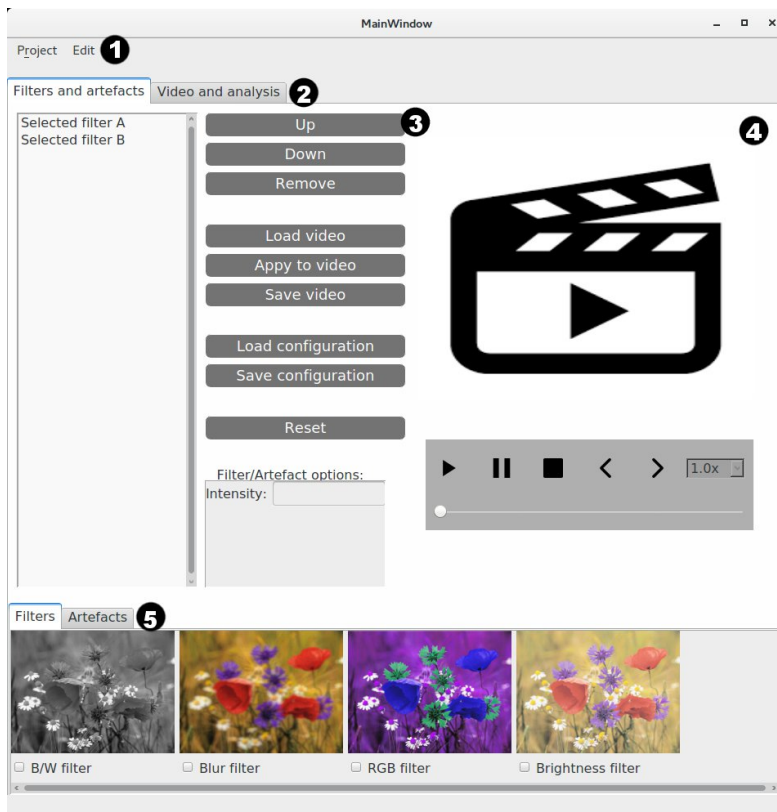 MainWindow
Project Edit 1
Filters and artefacts Video and analysis 2
Selected filter A
Selected filter B
Up 3
Down
Remove
Load video
Appy to video
Save video
Load configuration
Save configuration
Reset
Filter/Artefact options:
Intensity:
4
1.0x
Filters Artefacts 5
B/W filter Blur filter RGB filter Brightness filter